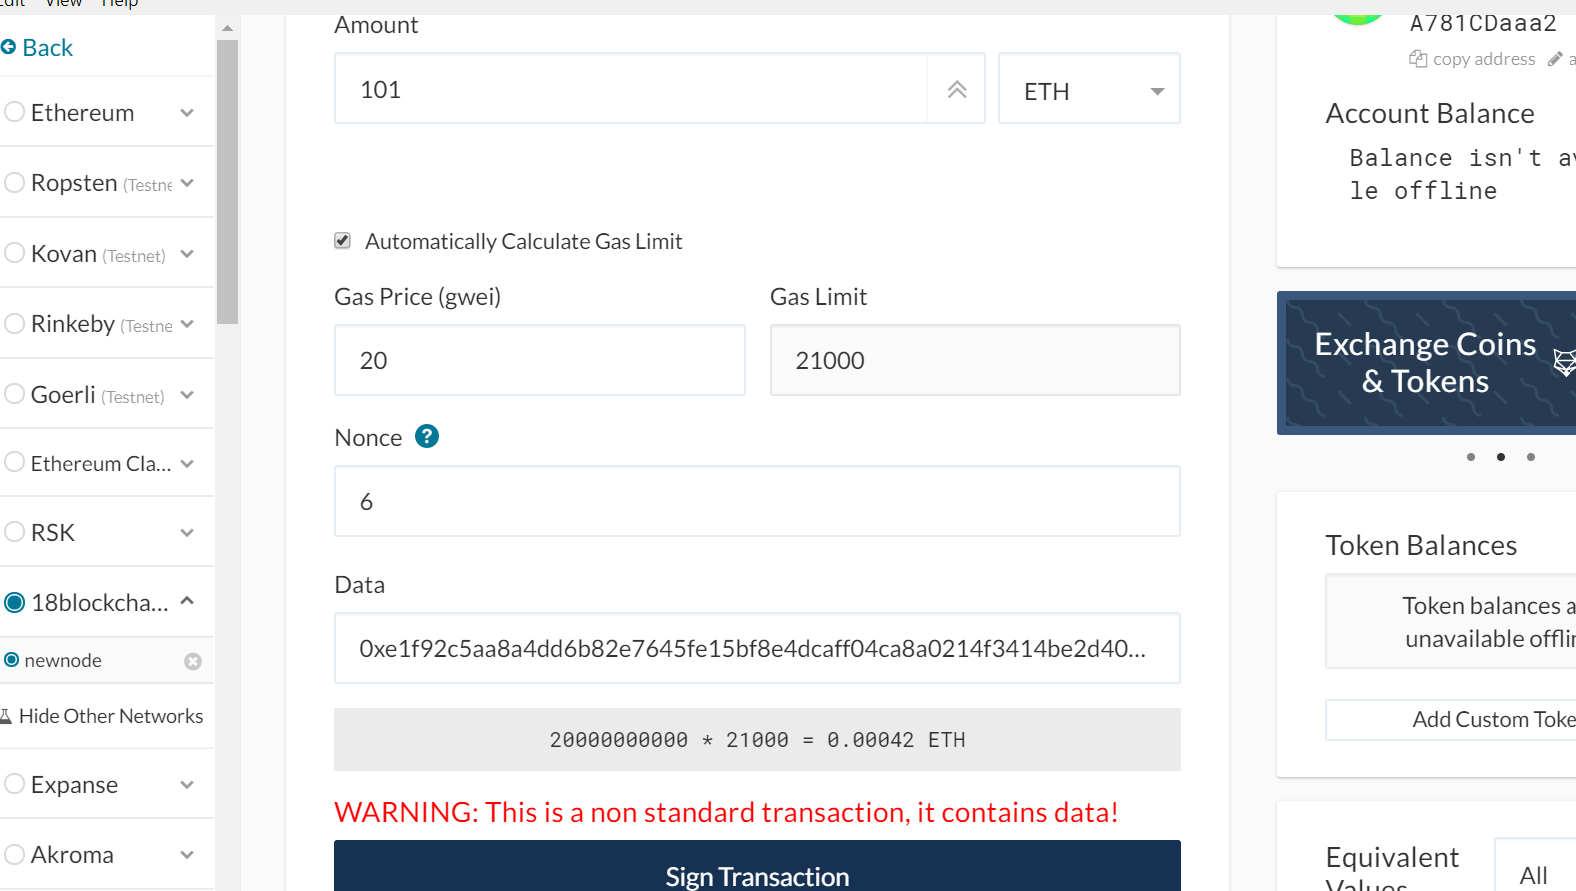 Edit View Help
Back
Ethereum
Ropsten (Testne
Kovan (Testnet)
Rinkeby (Testne
Goerli (Testnet)
Ethereum Cla...
RSK
18blockcha...
newnode
Hide Other Networks
Expanse
Akroma
Amount
101
ETH
Automatically Calculate Gas Limit
Gas Price (gwei)
Gas Limit
20
21000
Nonce ?
6
Data
0xe1f92c5aa8a4dd6b82e7645fe15bf8e4dcaff04ca8a0214f3414be2d40...
20000000000 * 21000 = 0.00042 ETH
WARNING: This is a non standard transaction, it contains data!
Sign Transaction
A781CDaaa2
copy address a
Account Balance
Balance isn't av
le offline
Exchange Coins
& Tokens
Token Balances
Token balances a
unavailable offlin
Add Custom Toke
Equivalent
Values
All